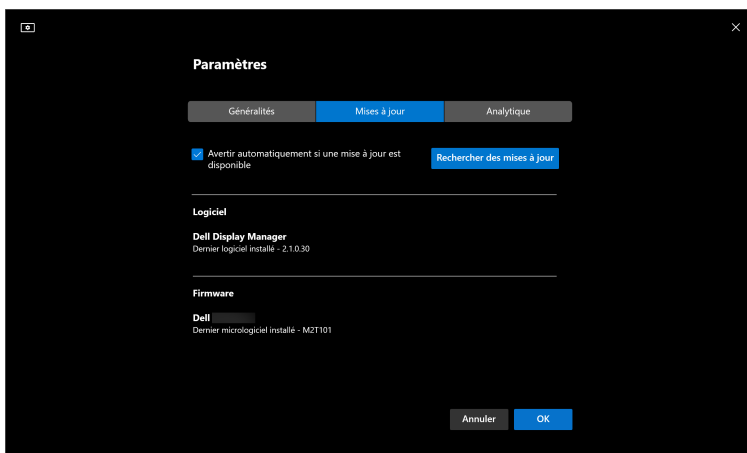 Paramètres
Généralités
Mises à jour
Analytique
Avertir automatiquement si une mise à jour est
disponible
Rechercher des mises à jour
Logiciel
Dell Display Manager
Dernier logiciel installé - 2.1.0.30
Firmware
Dell
Dernier micrologiciel installé - M2T101
Annuler
OK